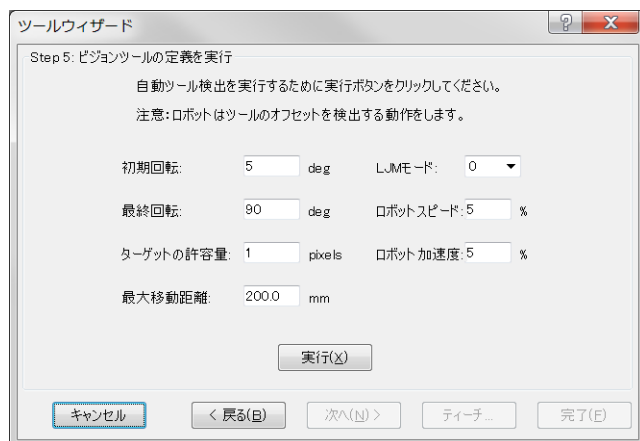 ツールウィザード
Step 5: ビジョンツールの定義を実行
自動ツール検出を実行するために実行ボタンをクリックしてください。
注意:ロボットはツールのオフセットを検出する動作をします。
初期回転: 5 deg LJMモード: 0
最終回転: 90 deg ロボットスピード: 5 %
ターゲットの許容量: 1 pixels ロボット加速度: 5 %
最大移動距離: 200.0 mm
実行(X)
キャンセル < 戻る(B) 次へ(N) > ティーチ... 完了(F)